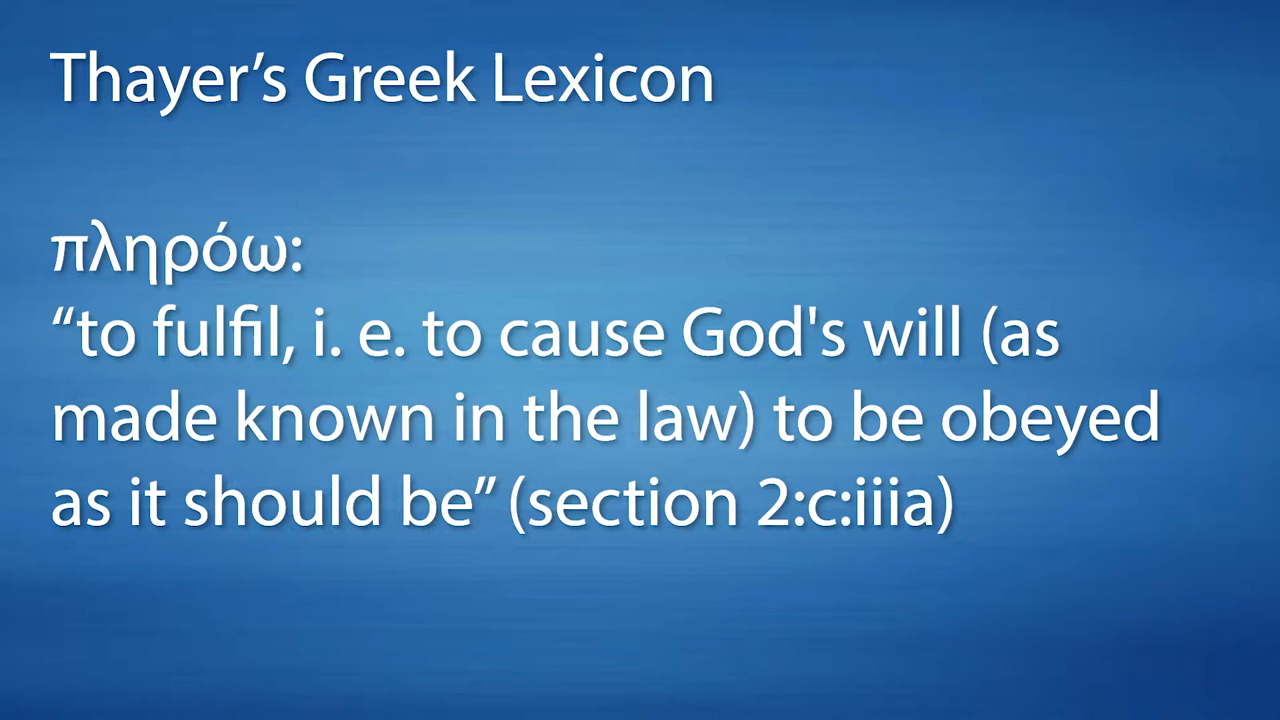 Thayer’s Greek Lexicon
πληρόω:
“to fulfil, i. e. to cause God's will (as
made known in the law) to be obeyed
as it should be” (section 2:c:iiia)